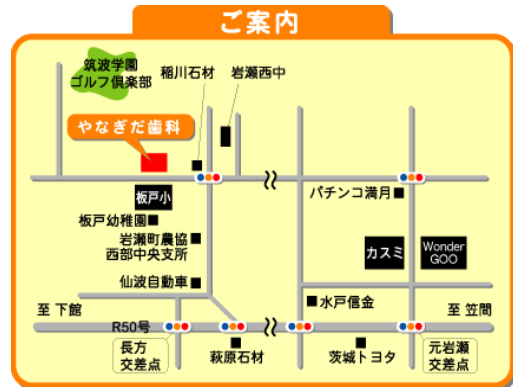 ご案内
筑波学園
ゴルフ倶楽部
稲川石材
岩瀬西中
やなぎだ歯科
板戸小
パチンコ満月
板戸幼稚園
岩瀬町農協
西部中央支所
カスミ
Wonder
GOO
仙波自動車
水戸信金
至 下館
至 笠間
R50号
長方
交差点
萩原石材
茨城トヨタ
元岩瀬
交差点